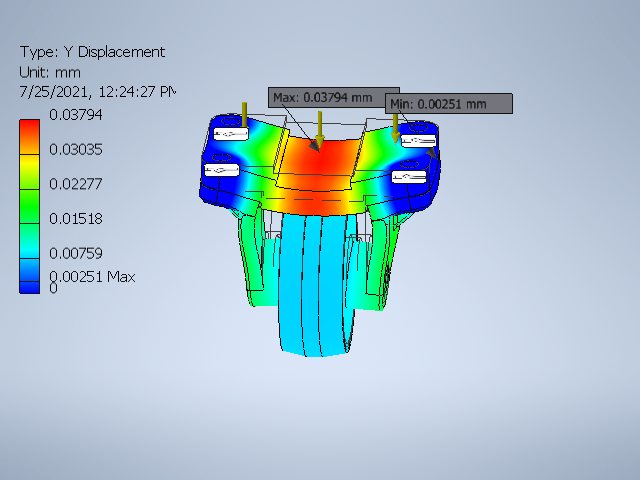 Type: Y Displacement
Unit: mm
7/25/2021, 12:24:27 PM
0.03794
0.03035
0.02277
0.01518
0.00759
0.00251 Max
0
Max: 0.03794 mm
Min: 0.00251 mm